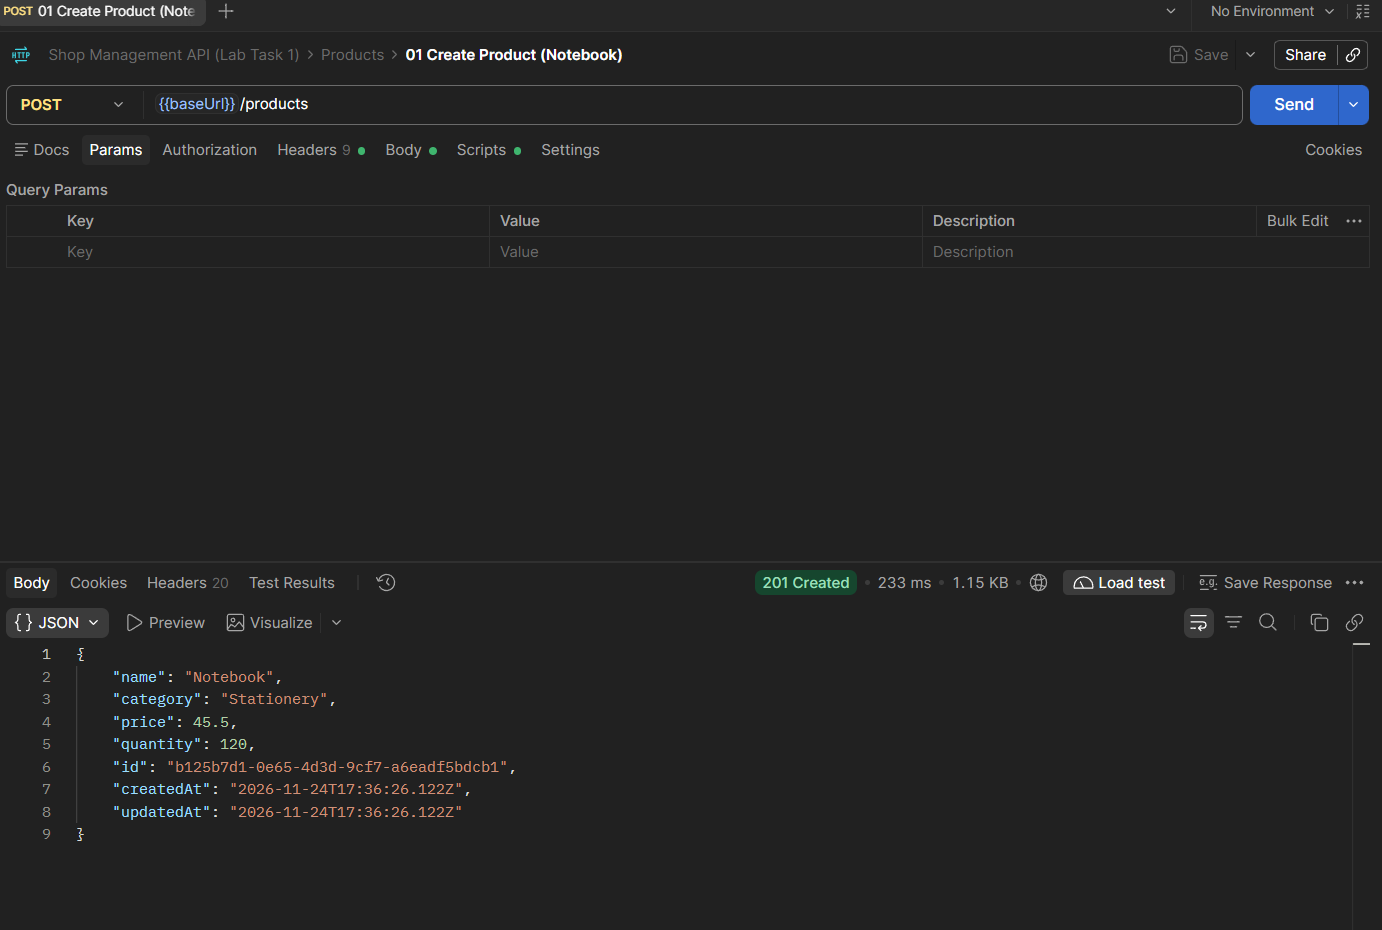 POST 01 Create Product (Note
No Environment
HTTP Shop Management API (Lab Task 1) > Products > 01 Create Product (Notebook)
Save
Share
POST
{{baseUrl}} /products
Send
Docs Params Authorization Headers 9 Body Scripts Settings
Cookies
Query Params
Key Value Description Bulk Edit
Key Value Description
Body Cookies Headers 20 Test Results
201 Created 233 ms 1.15 KB Load test e.g. Save Response
{} JSON Preview Visualize
1 {
2 "name": "Notebook",
3 "category": "Stationery",
4 "price": 45.5,
5 "quantity": 120,
6 "id": "b125b7d1-0e65-4d3d-9cf7-a6eadf5bdcb1",
7 "createdAt": "2026-11-24T17:36:26.122Z",
8 "updatedAt": "2026-11-24T17:36:26.122Z"
9 }